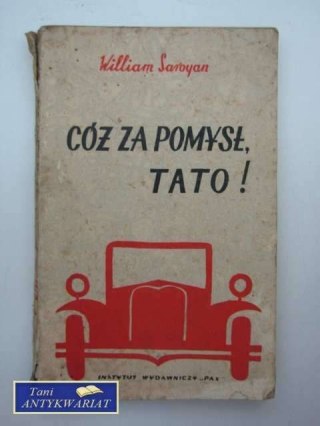 William Saroyan
CÓŻ ZA POMYSŁ,
TATO!
INSTYTUT WYDAWNICZY „PAX"
Tani
ANTYKWARIAT